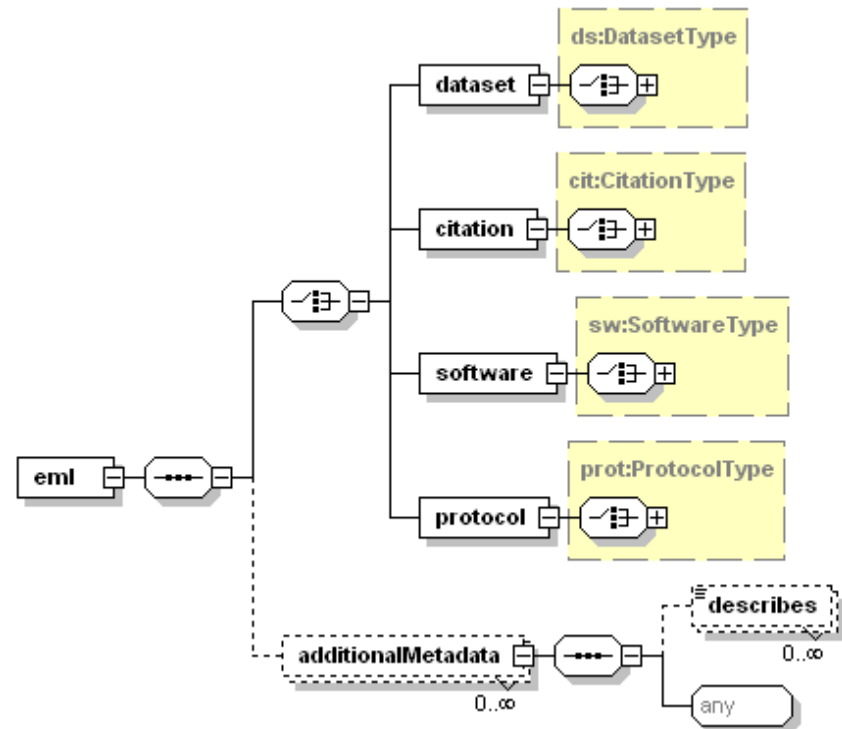 ds:DatasetType
dataset
cit:CitationType
citation
sw:SoftwareType
software
eml
prot:ProtocolType
protocol
describes
0..∞
additionalMetadata
0..∞
any